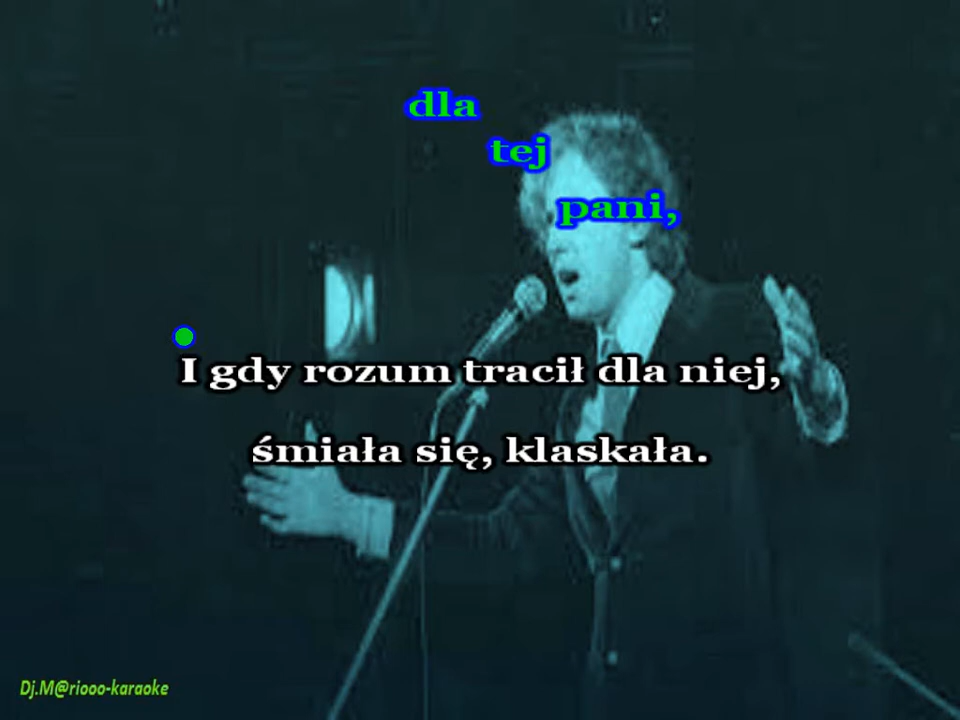 dla
tej
pani,
I gdy rozum tracił dla niej,
śmiała się, klaskała.
Dj.M@riooo-karaoke